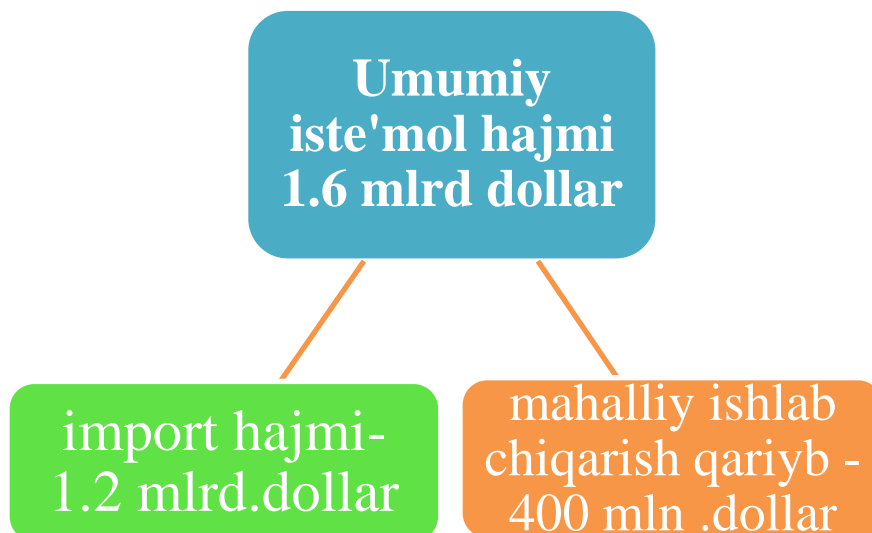 Umumiy
iste'mol hajmi
1.6 mlrd dollar
import hajmi-
1.2 mlrd.dollar
mahalliy ishlab
chiqarish qariyb -
400 mln .dollar